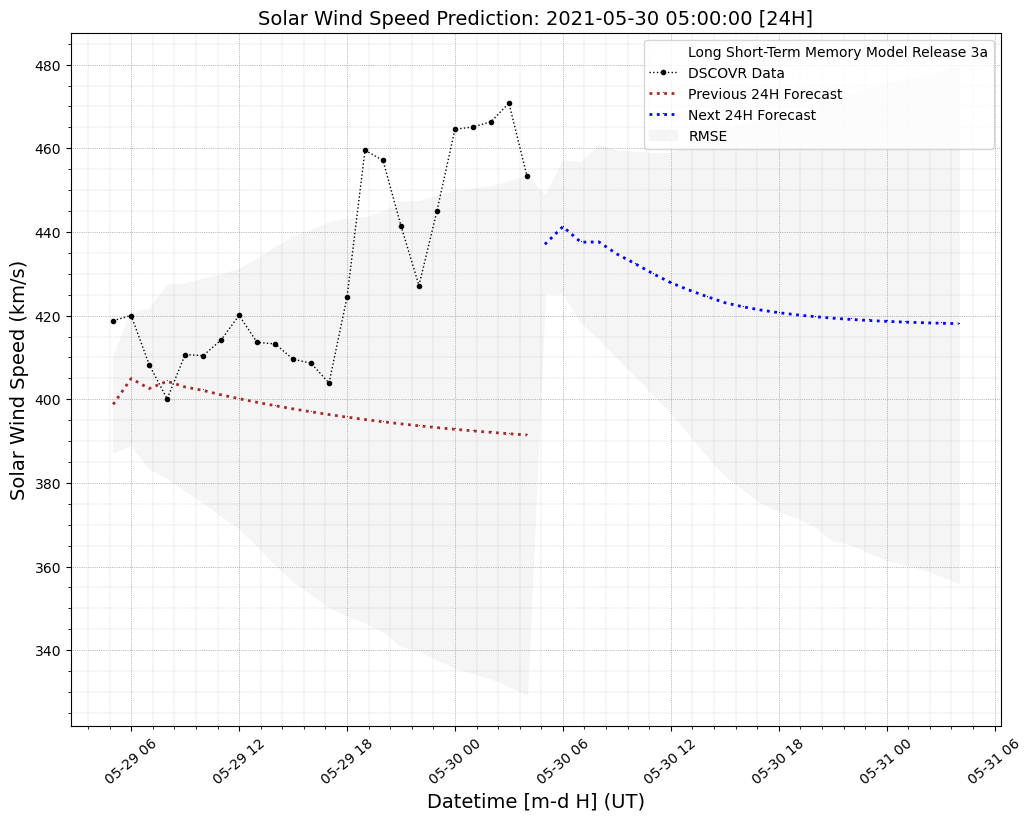 Solar Wind Speed Prediction: 2021-05-30 05:00:00 [24H]
Long Short-Term Memory Model Release 3a
DSCOVR Data
Previous 24H Forecast
Next 24H Forecast
RMSE
Solar Wind Speed (km/s)
480
460
440
420
400
380
360
340
05-29 06
05-29 12
05-29 18
05-30 00
05-30 06
05-30 12
05-30 18
05-31 00
05-31 06
Datetime [m-d H] (UT)